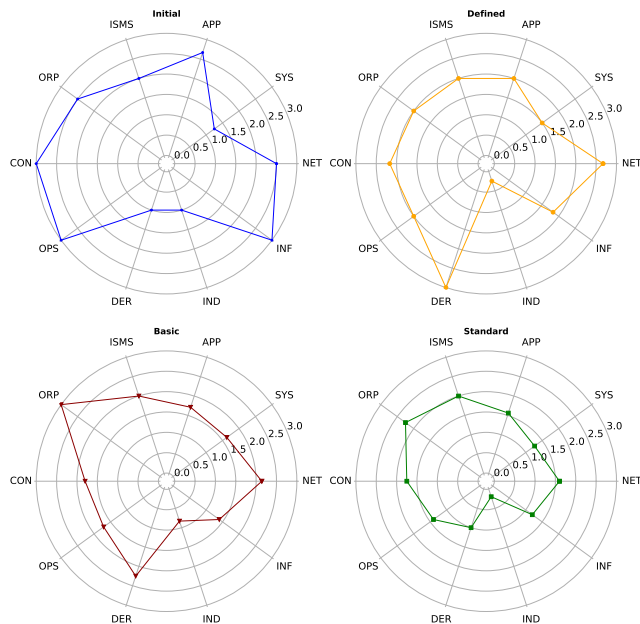 Initial
ISMS
APP
ORP
SYS
CON
NET
OPS
INF
DER
IND
0.0
0.5
1.0
1.5
2.0
2.5
3.0
Defined
ISMS
APP
ORP
SYS
CON
NET
OPS
INF
DER
IND
0.0
0.5
1.0
1.5
2.0
2.5
3.0
Basic
ISMS
APP
ORP
SYS
CON
NET
OPS
INF
DER
IND
0.0
0.5
1.0
1.5
2.0
2.5
3.0
Standard
ISMS
APP
ORP
SYS
CON
NET
OPS
INF
DER
IND
0.0
0.5
1.0
1.5
2.0
2.5
3.0